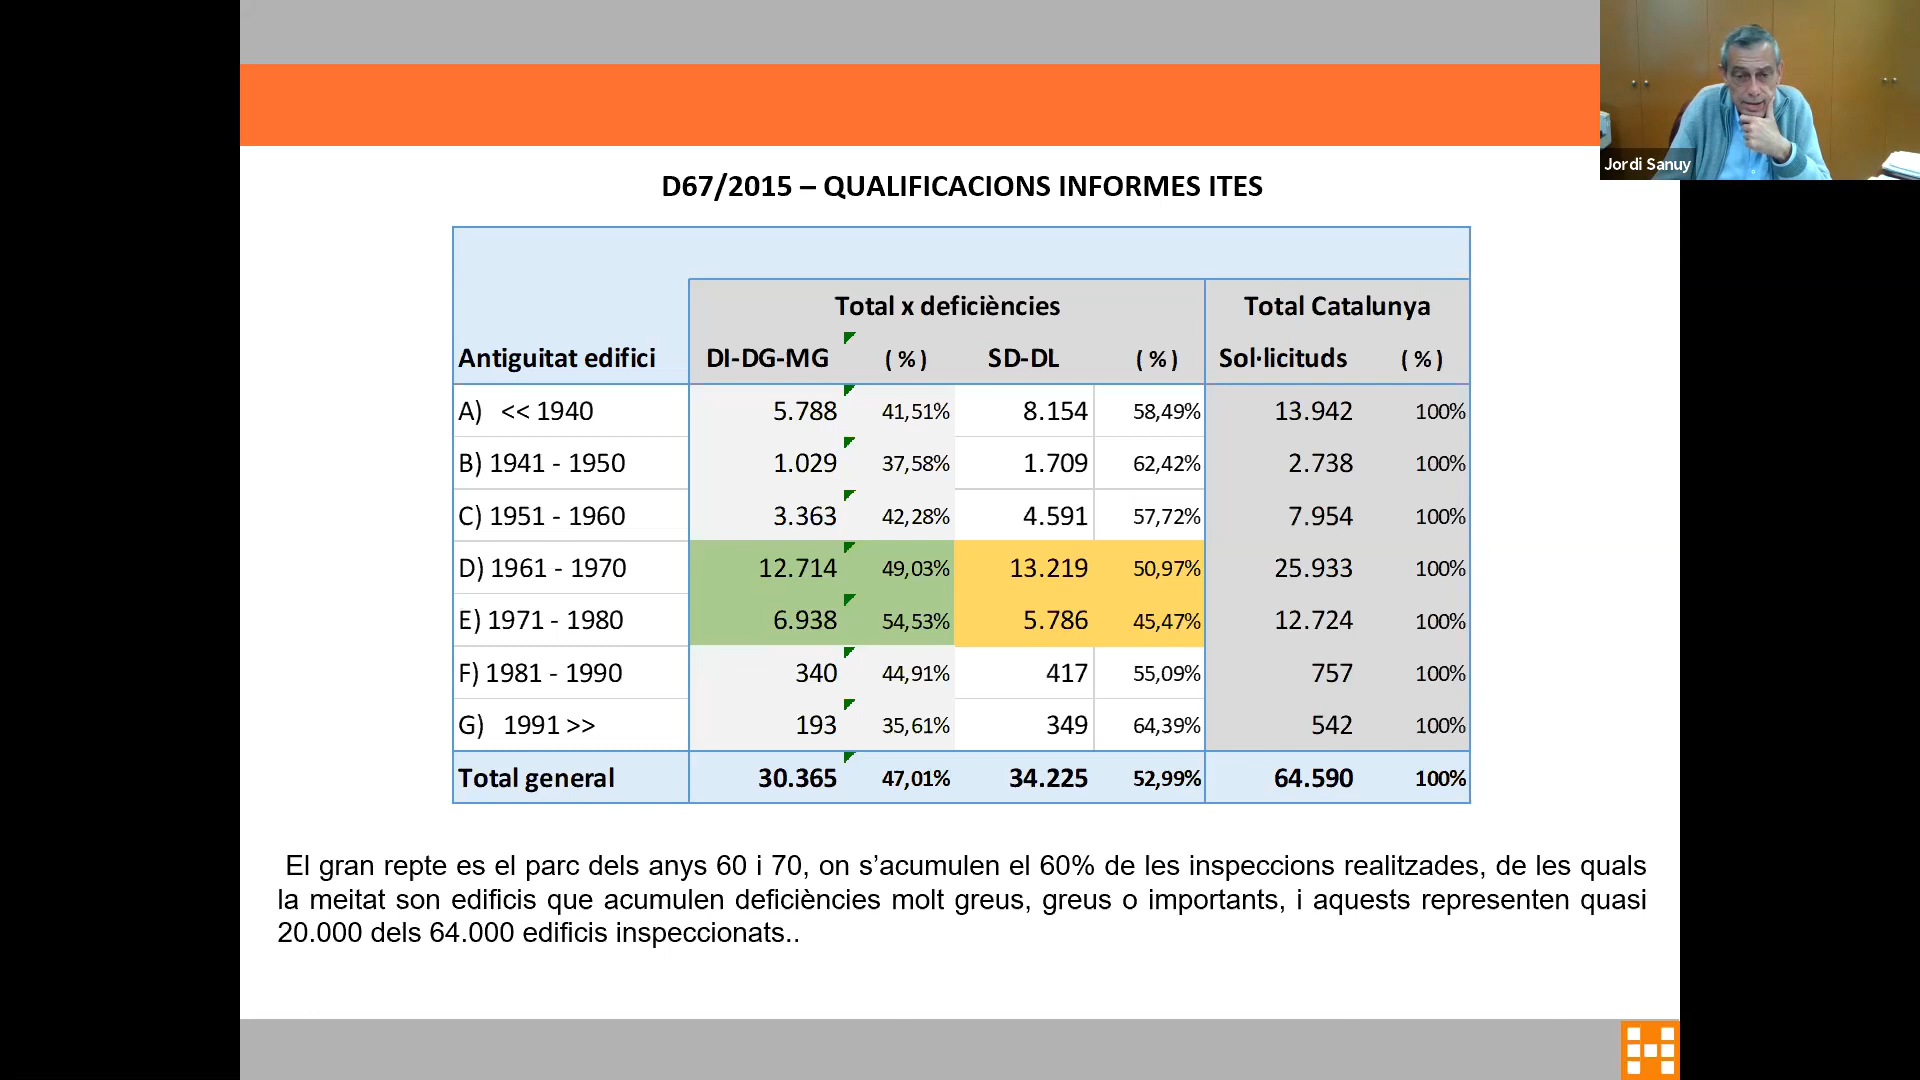 Jordi Sanuy
D67/2015 – QUALIFICACIONS INFORMES ITES
Total x deficiències Total Catalunya
Antiguitat edifici DI-DG-MG ( % ) SD-DL ( % ) Sol·licituds ( % )
A) << 1940 5.788 41,51% 8.154 58,49% 13.942 100%
B) 1941 - 1950 1.029 37,58% 1.709 62,42% 2.738 100%
C) 1951 - 1960 3.363 42,28% 4.591 57,72% 7.954 100%
D) 1961 - 1970 12.714 49,03% 13.219 50,97% 25.933 100%
E) 1971 - 1980 6.938 54,53% 5.786 45,47% 12.724 100%
F) 1981 - 1990 340 44,91% 417 55,09% 757 100%
G) 1991 >> 193 35,61% 349 64,39% 542 100%
Total general 30.365 47,01% 34.225 52,99% 64.590 100%
El gran repte es el parc dels anys 60 i 70, on s’acumulen el 60% de les inspeccions realitzades, de les quals
la meitat son edificis que acumulen deficiències molt greus, greus o importants, i aquests representen quasi
20.000 dels 64.000 edificis inspeccionats..